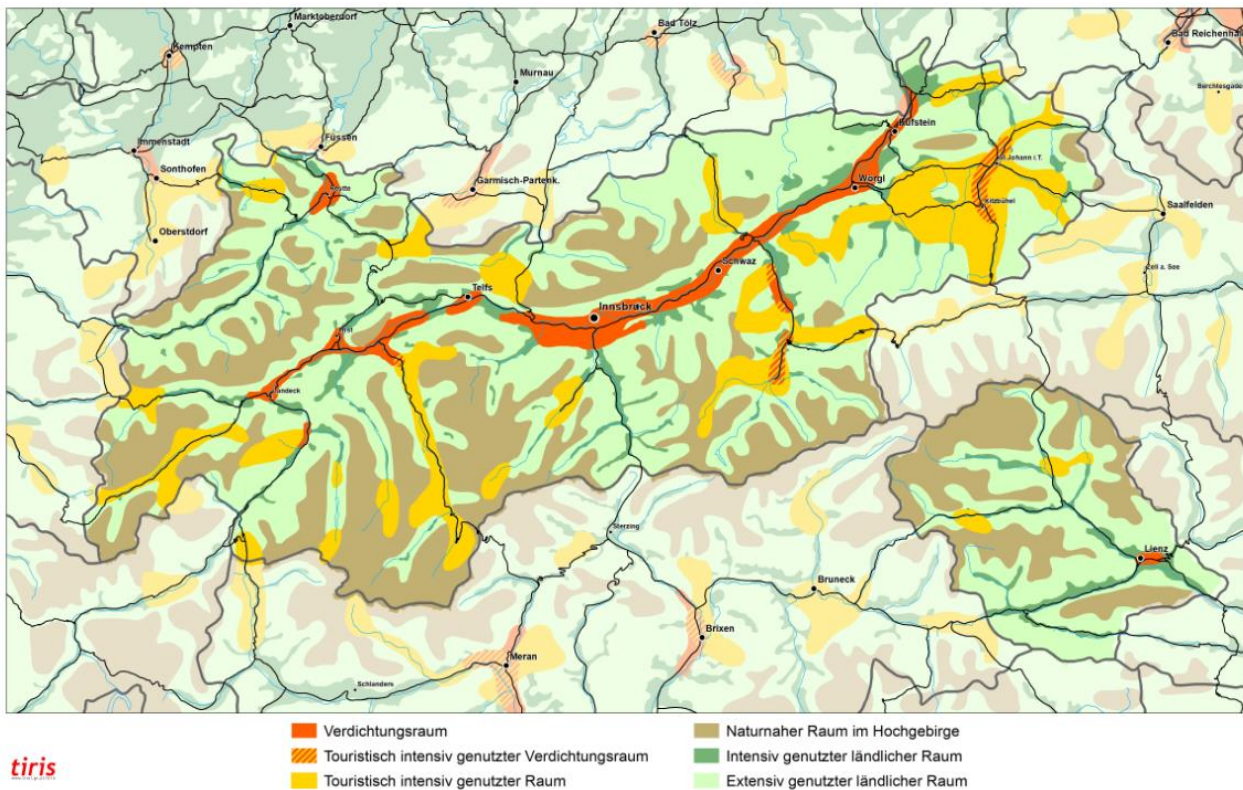 Marktoberdorf
Kempten
Bad Tölz
Bad Reichenhall
Murnau
Berchtesgaden
Füssen
Kufstein
Immenstadt
Sonthofen
St. Johann i. T.
Reutte
Garmisch-Partenk.
Wörgl
Kitzbühel
Saalfelden
Oberstdorf
Zell a. See
Schwaz
Telfs
Innsbruck
Imst
Landeck
Sterzing
Lienz
Bruneck
Brixen
Meran
Schlanders
Verdichtungsraum
Touristisch intensiv genutzter Verdichtungsraum
Touristisch intensiv genutzter Raum
Naturnaher Raum im Hochgebirge
Intensiv genutzter ländlicher Raum
Extensiv genutzter ländlicher Raum
tiris